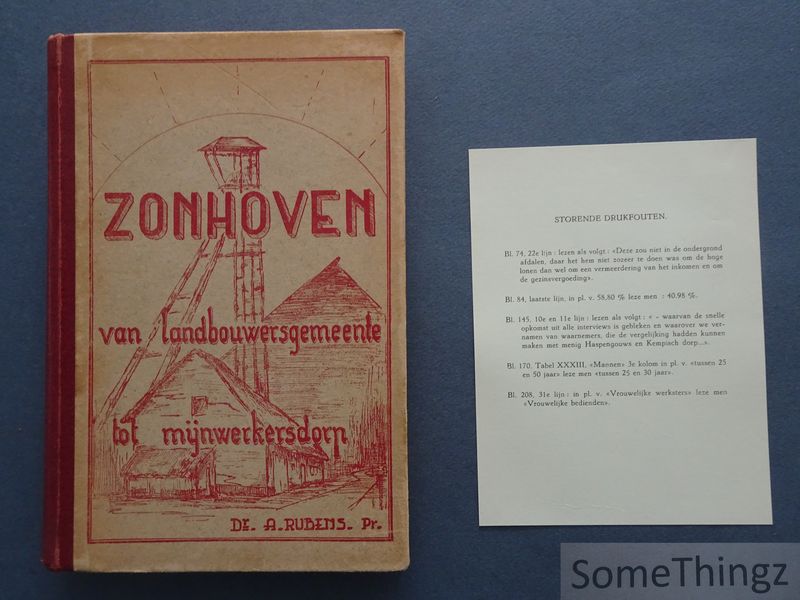 ZONHOVEN
van landbouwersgemeente
tot mijnwerkersdorp
Dr. A. RUBENS. Pr.
STORENDE DRUKFOUTEN.
Bl. 74, 22e lijn : lezen als volgt : «Deze zou niet in de ondergrond
afdalen, daar het hem niet zozeer te doen was om de hoge
lonen dan wel om een vermeerdering van het inkomen en om
de gezinsvergoeding».
Bl. 84, laatste lijn, in pl. v. 58,80 % leze men : 40.98 %.
Bl. 145, 10e en 11e lijn : lezen als volgt : « - waarvan de snelle
opkomst uit alle interviews is gebleken en waarover we ver-
namen van waarnemers, die de vergelijking hadden kunnen
maken met menig Haspengouws en Kempisch dorp...».
Bl. 170. Tabel XXXIII, «Mannen» 3e kolom in pl. v. «tussen 25
en 50 jaar» leze men «tussen 25 en 30 jaar».
Bl. 208, 31e lijn : in pl. v. «Vrouwelijke werksters» leze men
«Vrouwelijke bedienden».
SomeThingz